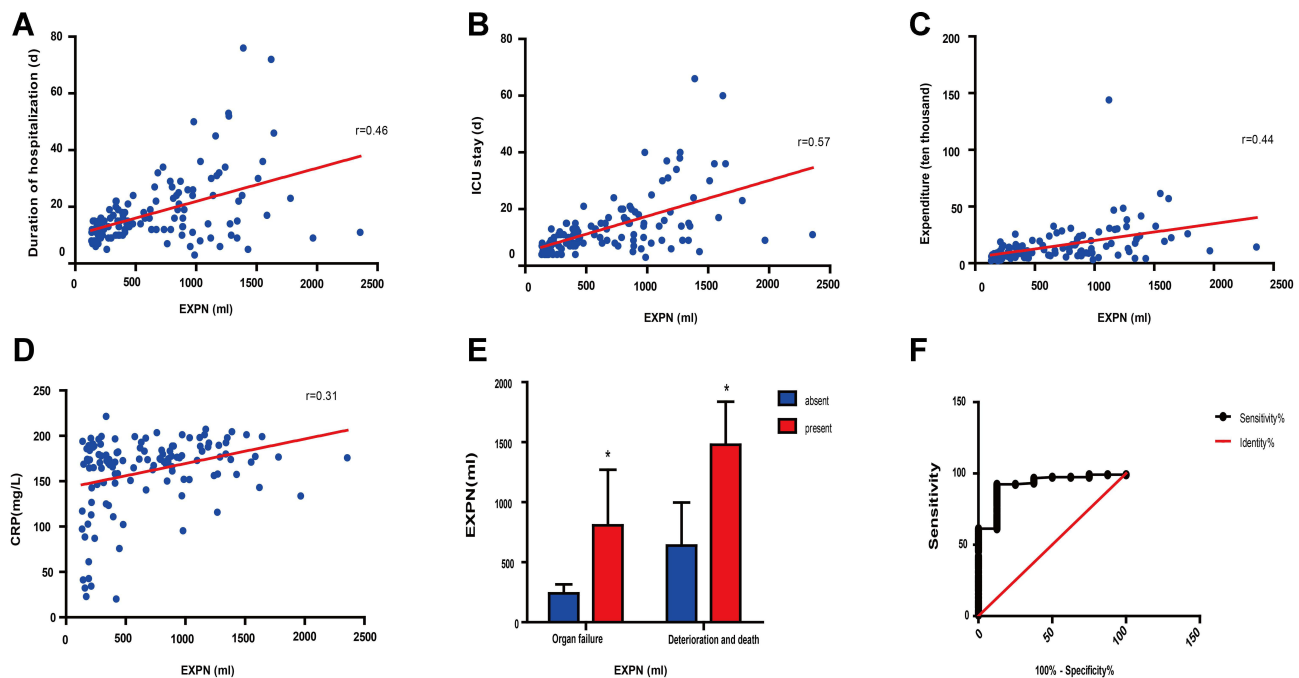 A
Duration of hospitalization (d)
80
60
40
20
0
0
500
1000
1500
2000
2500
r=0.46
EXPN (ml)
B
ICU stay (d)
80
60
40
20
0
0
500
1000
1500
2000
2500
r=0.57
EXPN (ml)
C
Expenditure (ten thousand)
200
150
100
50
0
0
500
1000
1500
2000
2500
r=0.44
EXPN (ml)
D
CRP(mg/L)
250
200
150
100
50
0
0
500
1000
1500
2000
2500
r=0.31
EXPN (ml)
E
EXPN(ml)
2000
1500
1000
500
0
*
*
absent
present
Organ failure
Deterioration and death
EXPN (ml)
F
Sensitivity
150
100
50
0
0
50
100
150
Sensitivity%
Identity%
100% - Specificity%